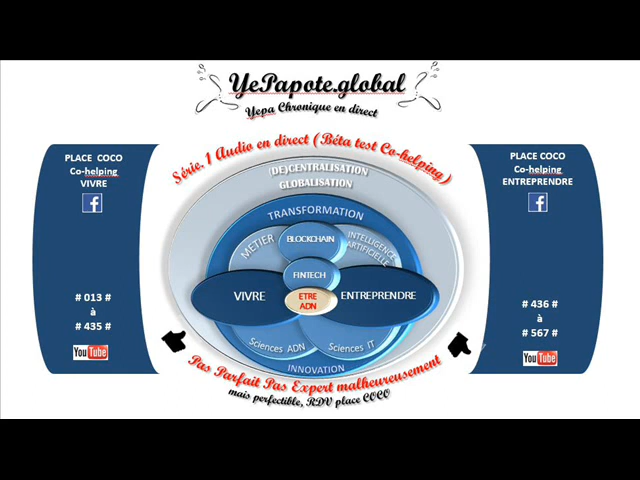 YePapote.global
Yepa Chronique en direct
Série, 1 Audio en direct (Béta test Co-helping)
PLACE COCO
Co-helping
VIVRE
# 013 #
à
# 435 #
YouTube
(DE)CENTRALISATION
GLOBALISATION
TRANSFORMATION
METIER
BLOCKCHAIN
INTELLIGENCE
ARTIFICIELLE
FINTECH
VIVRE
ETRE
ADN
ENTREPRENDRE
Sciences ADN
Sciences IT
INNOVATION
PLACE COCO
Co-helping
ENTREPRENDRE
# 436 #
à
# 567 #
YouTube
Pas Parfait Pas Expert malheureusement
mais perfectible, RDV place COCO